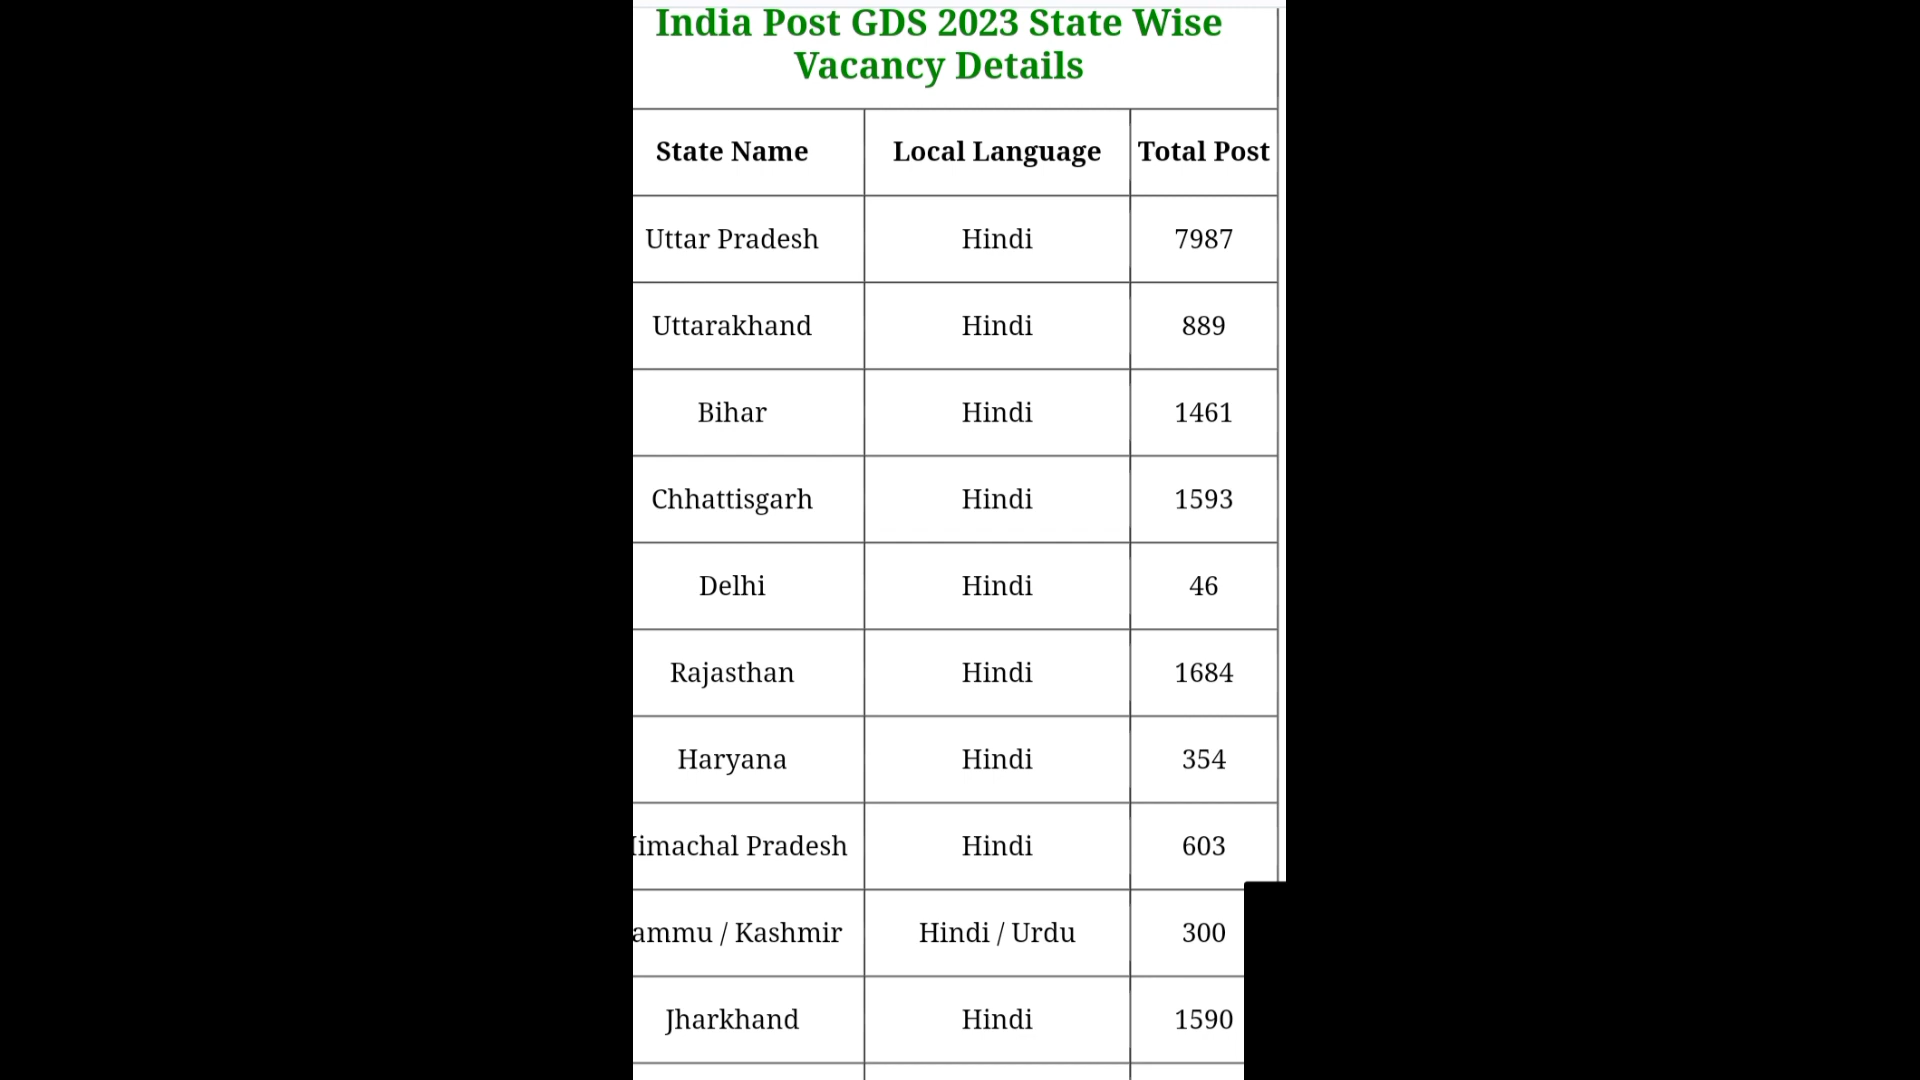 India Post GDS 2023 State Wise
Vacancy Details
State Name Local Language Total Post
Uttar Pradesh Hindi 7987
Uttarakhand Hindi 889
Bihar Hindi 1461
Chhattisgarh Hindi 1593
Delhi Hindi 46
Rajasthan Hindi 1684
Haryana Hindi 354
Himachal Pradesh Hindi 603
ammu / Kashmir Hindi / Urdu 300
Jharkhand Hindi 1590